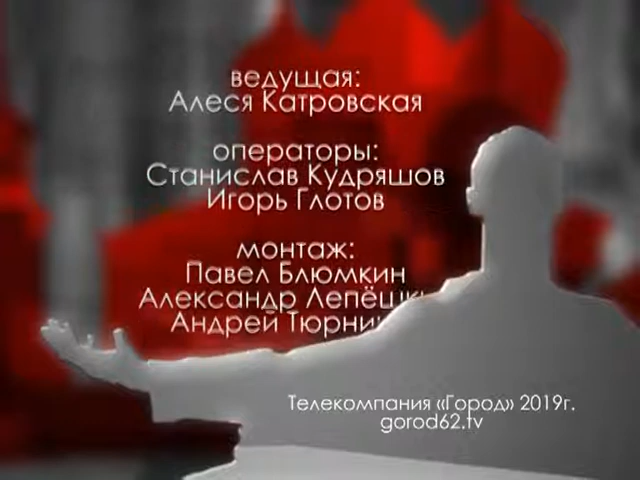 ведущая:
Алеся Катровская
операторы:
Станислав Кудряшов
Игорь Глотов
монтаж:
Павел Блюмкин
Александр
Андрей
Телекомпания «Город» 2019г.
gorod62.tv